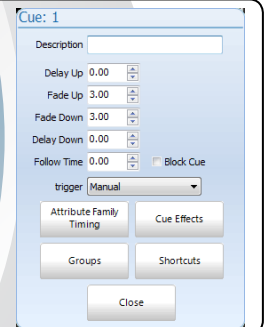 Cue: 1
Description
Delay Up 0.00
Fade Up 3.00
Fade Down 3.00
Delay Down 0.00
Follow Time 0.00 Block Cue
trigger Manual
Attribute Family Timing Cue Effects
Groups Shortcuts
Close